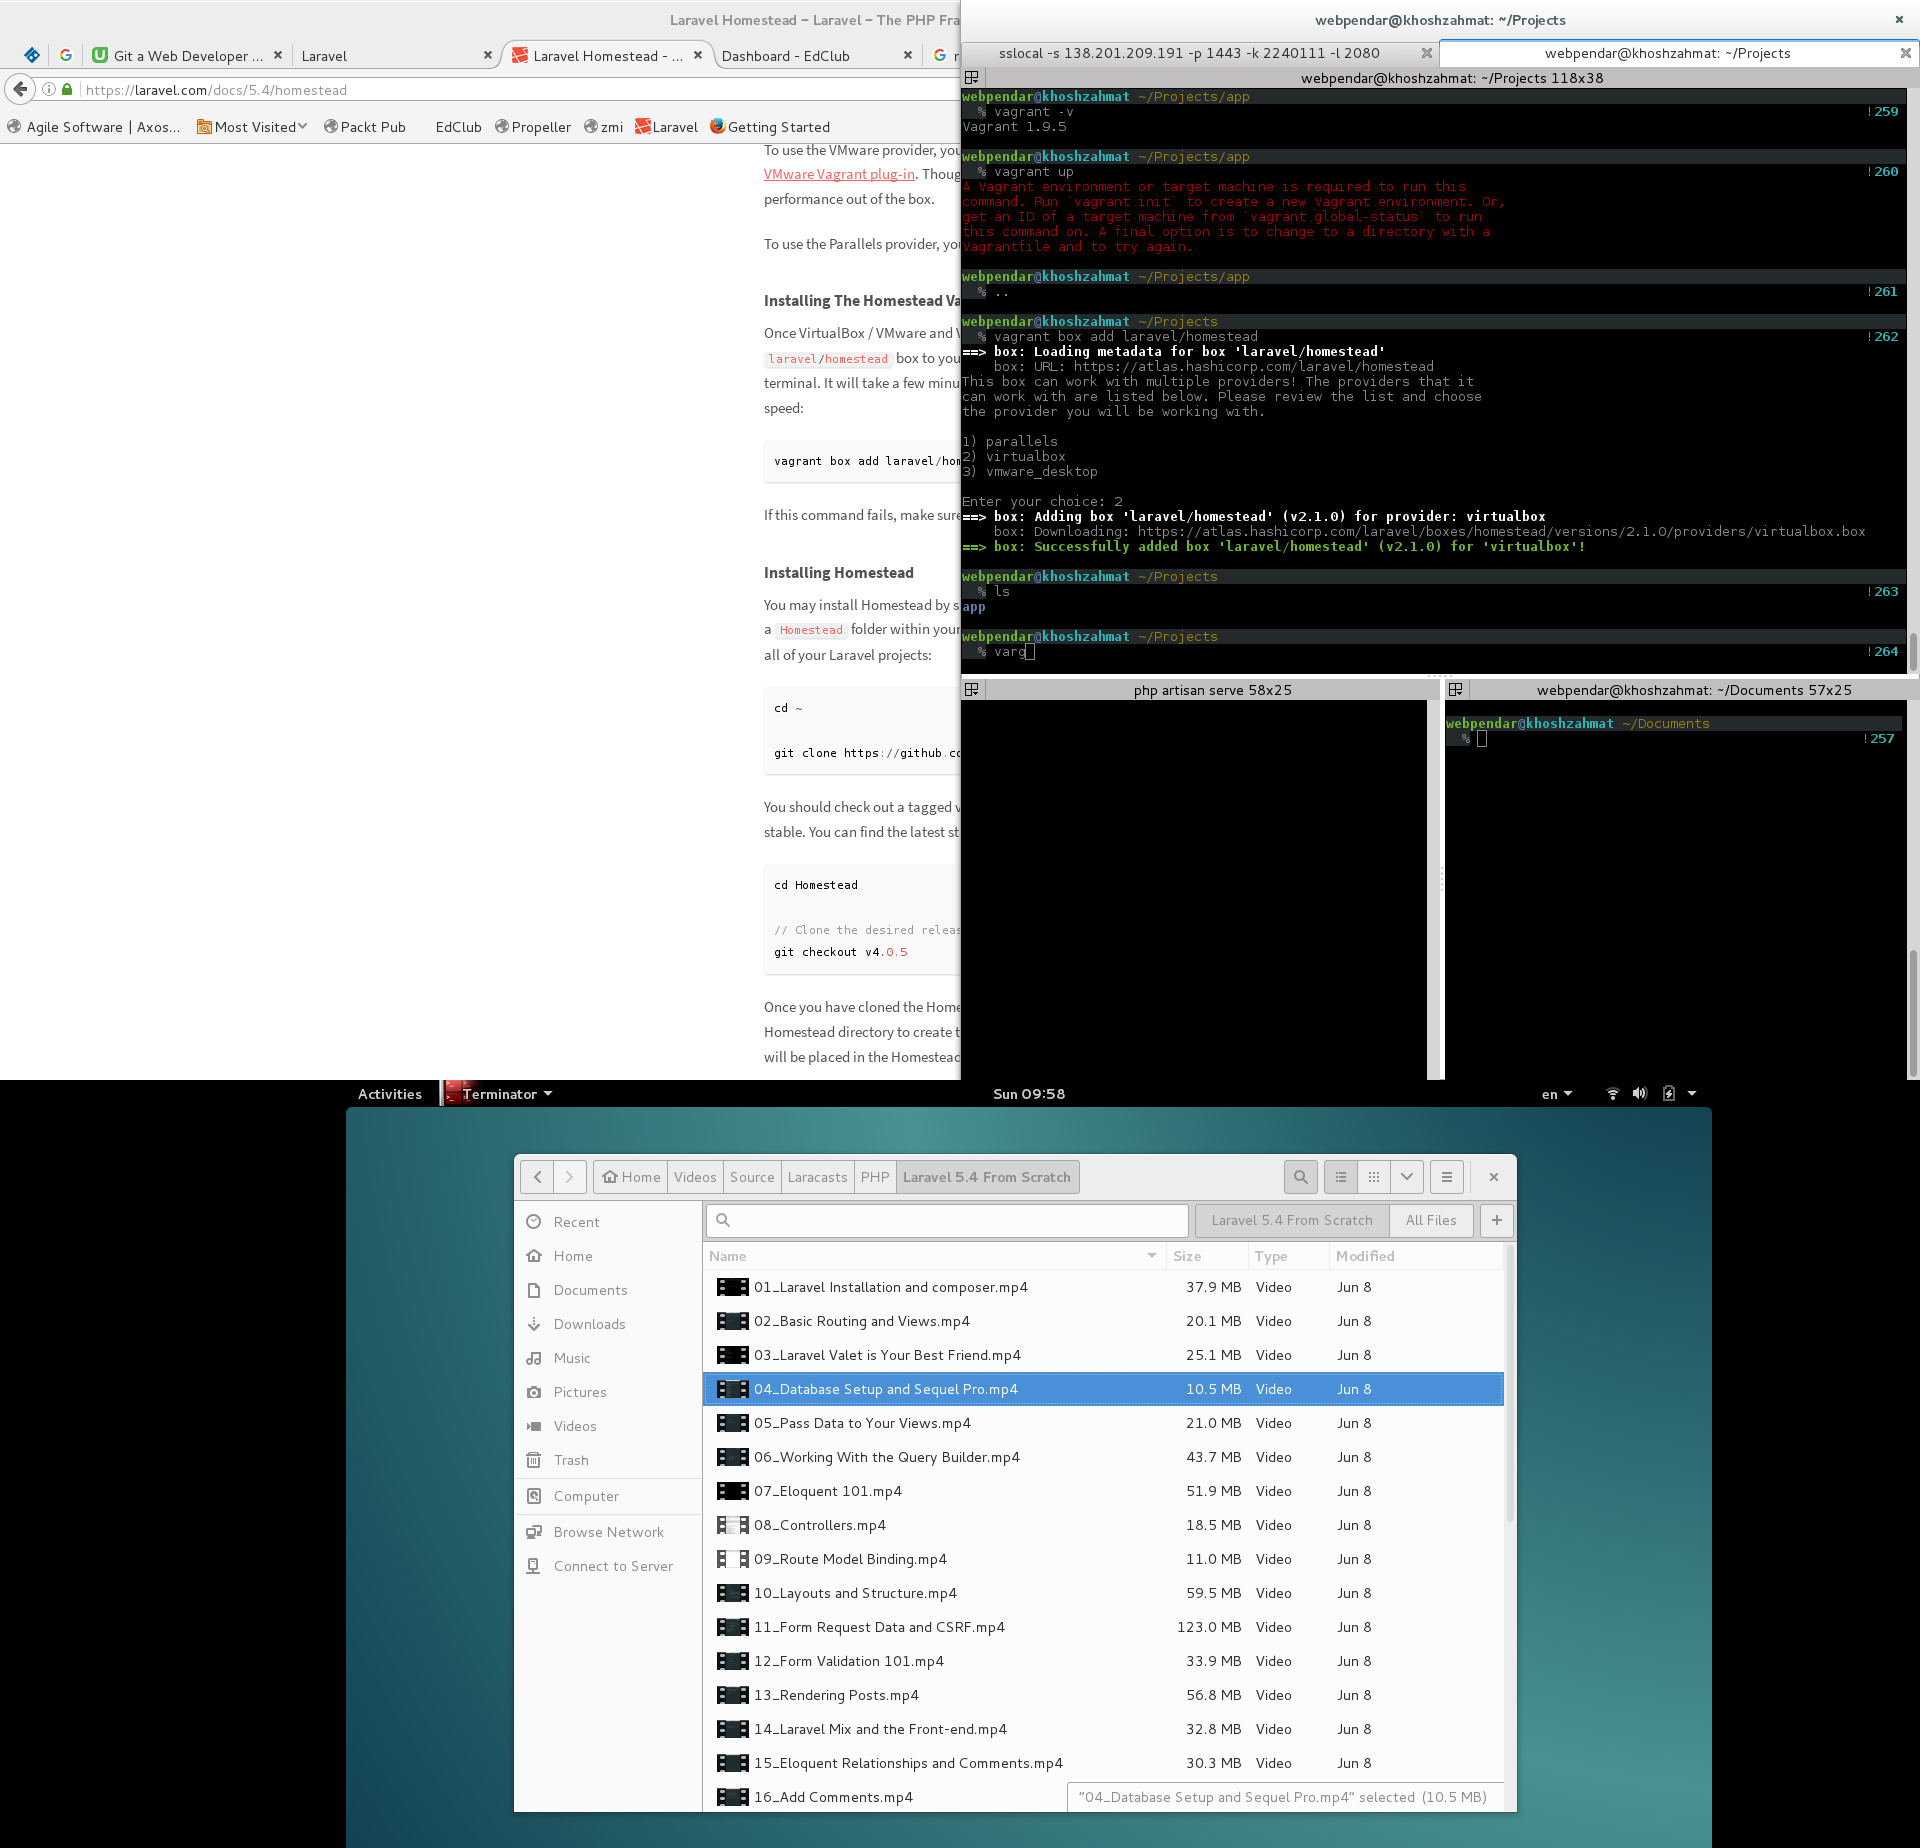 Laravel Homestead - Laravel - The PHP Fra
Git a Web Developer ...
Laravel
Laravel Homestead - ...
Dashboard - EdClub
https://laravel.com/docs/5.4/homestead
Agile Software | Axos...
Most Visited
Packt Pub
EdClub
Propeller
zmi
Laravel
Getting Started
To use the VMware provider, you
VMware Vagrant plug-in. Thoug
performance out of the box.
To use the Parallels provider, you
Installing The Homestead Va
Once VirtualBox / VMware and V
laravel/homestead box to you
terminal. It will take a few minu
speed:
vagrant box add laravel/hom
If this command fails, make sure
Installing Homestead
You may install Homestead by s
a Homestead folder within your
all of your Laravel projects:
cd ~
git clone https://github.co
You should check out a tagged v
stable. You can find the latest st
cd Homestead
// Clone the desired releas
git checkout v4.0.5
Once you have cloned the Home
Homestead directory to create t
will be placed in the Homestead
webpendar@khoshzahmat: ~/Projects
sslocal -s 138.201.209.191 -p 1443 -k 2240111 -l 2080
webpendar@khoshzahmat: ~/Projects
webpendar@khoshzahmat: ~/Projects 118x38
webpendar@khoshzahmat ~/Projects/app
% vagrant -v !259
Vagrant 1.9.5
webpendar@khoshzahmat ~/Projects/app
% vagrant up !260
A Vagrant environment or target machine is required to run this
command. Run `vagrant init` to create a new Vagrant environment. Or,
get an ID of a target machine from `vagrant global-status` to run
this command on. A final option is to change to a directory with a
Vagrantfile and to try again.
webpendar@khoshzahmat ~/Projects/app
% .. !261
webpendar@khoshzahmat ~/Projects
% vagrant box add laravel/homestead !262
==> box: Loading metadata for box 'laravel/homestead'
box: URL: https://atlas.hashicorp.com/laravel/homestead
This box can work with multiple providers! The providers that it
can work with are listed below. Please review the list and choose
the provider you will be working with.
1) parallels
2) virtualbox
3) vmware_desktop
Enter your choice: 2
==> box: Adding box 'laravel/homestead' (v2.1.0) for provider: virtualbox
box: Downloading: https://atlas.hashicorp.com/laravel/boxes/homestead/versions/2.1.0/providers/virtualbox.box
==> box: Successfully added box 'laravel/homestead' (v2.1.0) for 'virtualbox'!
webpendar@khoshzahmat ~/Projects
% ls !263
app
webpendar@khoshzahmat ~/Projects
% varg !264
php artisan serve 58x25
webpendar@khoshzahmat: ~/Documents 57x25
webpendar@khoshzahmat ~/Documents
% !257
Activities
Terminator
Sun 09:58
en
Home Videos Source Laracasts PHP Laravel 5.4 From Scratch
Laravel 5.4 From Scratch All Files
Recent
Home
Documents
Downloads
Music
Pictures
Videos
Trash
Computer
Browse Network
Connect to Server
Name Size Type Modified
01_Laravel Installation and composer.mp4 37.9 MB Video Jun 8
02_Basic Routing and Views.mp4 20.1 MB Video Jun 8
03_Laravel Valet is Your Best Friend.mp4 25.1 MB Video Jun 8
04_Database Setup and Sequel Pro.mp4 10.5 MB Video Jun 8
05_Pass Data to Your Views.mp4 21.0 MB Video Jun 8
06_Working With the Query Builder.mp4 43.7 MB Video Jun 8
07_Eloquent 101.mp4 51.9 MB Video Jun 8
08_Controllers.mp4 18.5 MB Video Jun 8
09_Route Model Binding.mp4 11.0 MB Video Jun 8
10_Layouts and Structure.mp4 59.5 MB Video Jun 8
11_Form Request Data and CSRF.mp4 123.0 MB Video Jun 8
12_Form Validation 101.mp4 33.9 MB Video Jun 8
13_Rendering Posts.mp4 56.8 MB Video Jun 8
14_Laravel Mix and the Front-end.mp4 32.8 MB Video Jun 8
15_Eloquent Relationships and Comments.mp4 30.3 MB Video Jun 8
16_Add Comments.mp4
"04_Database Setup and Sequel Pro.mp4" selected (10.5 MB)